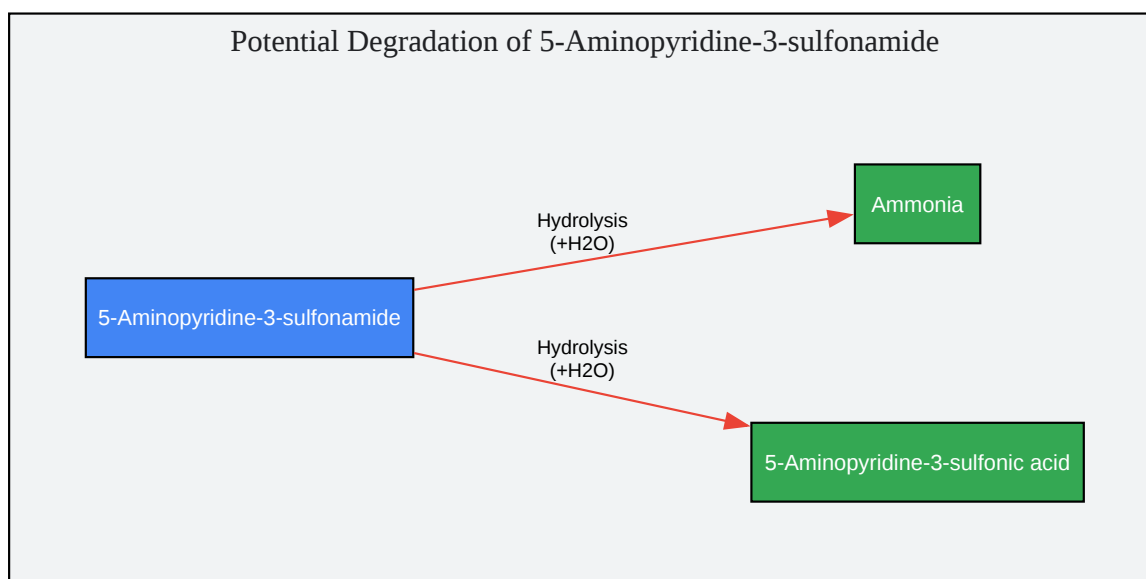 Potential Degradation of 5-Aminopyridine-3-sulfonamide
Ammonia
Hydrolysis
(+H2O)
5-Aminopyridine-3-sulfonamide
Hydrolysis
(+H2O)
5-Aminopyridine-3-sulfonic acid